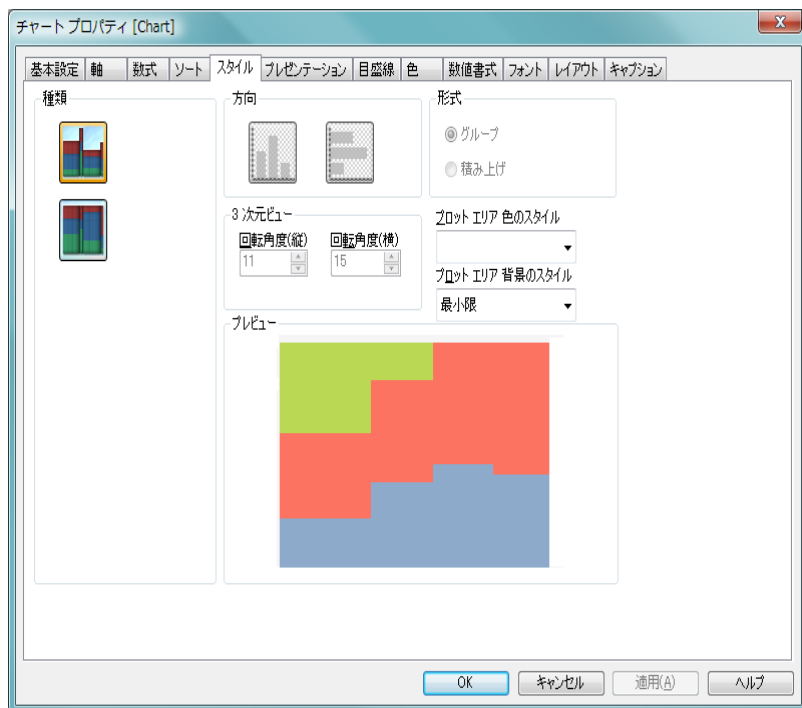 チャート プロパティ [Chart]
基本設定 軸 数式 ソート スタイル プレゼンテーション 目盛線 色 数値書式 フォント レイアウト キャプション
種類
方向
形式
グループ
積み上げ
3 次元ビュー
回転角度(縦) 回転角度(横)
11 15
プロット エリア 色のスタイル
プロット エリア 背景のスタイル
最小限
プレビュー
OK キャンセル 適用(A) ヘルプ